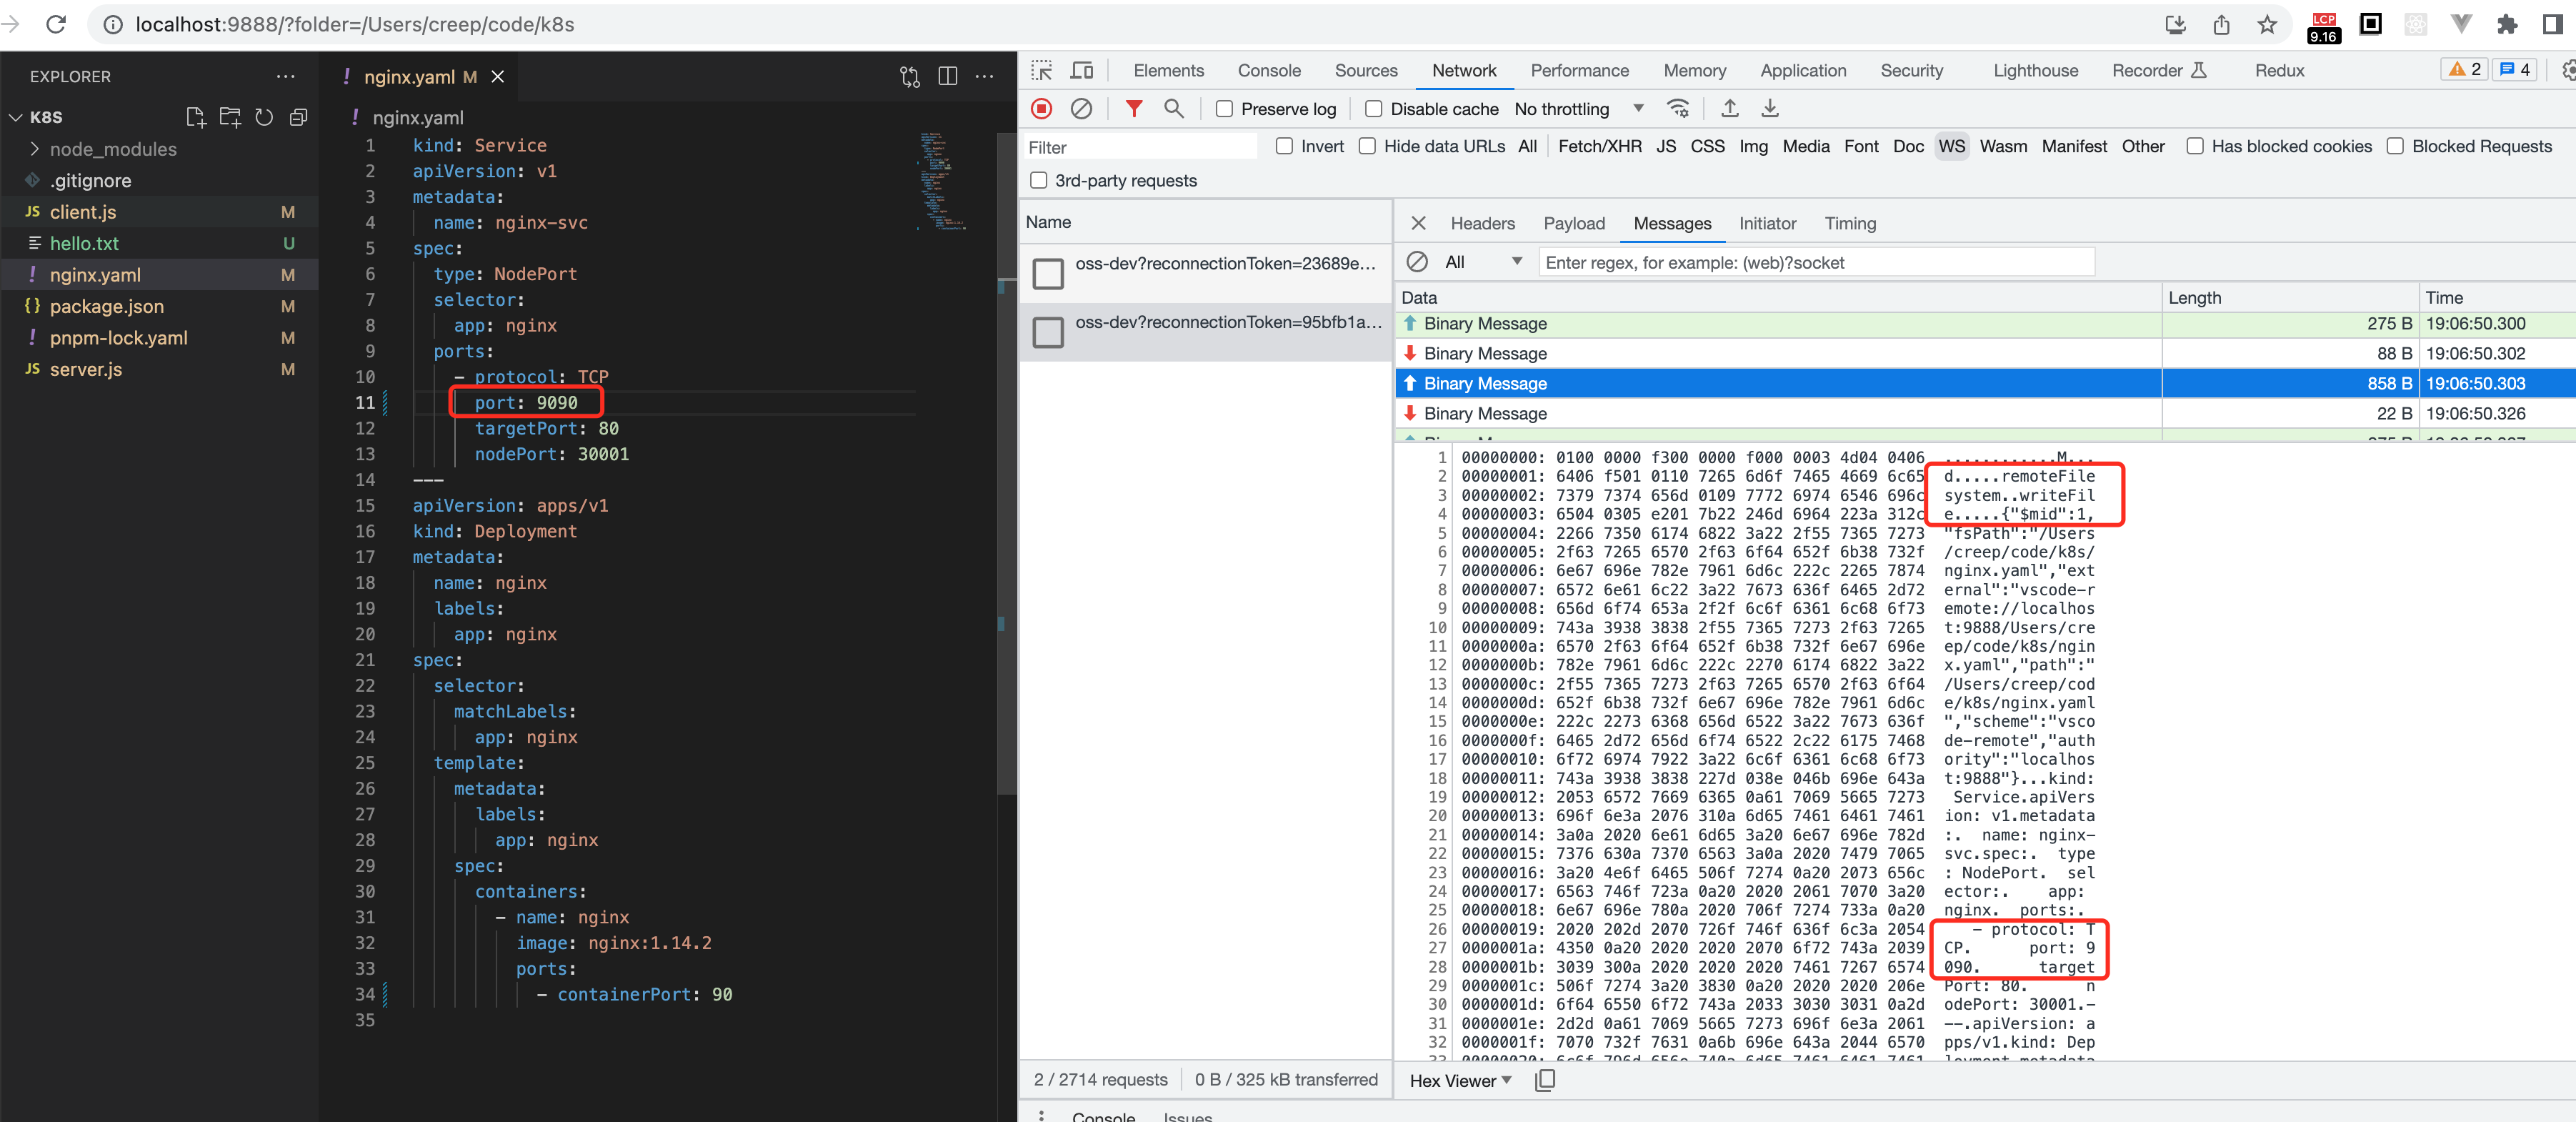 localhost:9888/?folder=/Users/creep/code/k8s
LCP
9.16
EXPLORER
K8S
node_modules
.gitignore
JS client.js M
hello.txt U
! nginx.yaml M
{} package.json M
! pnpm-lock.yaml M
JS server.js M
! nginx.yaml M
! nginx.yaml
1 kind: Service
2 apiVersion: v1
3 metadata:
4 name: nginx-svc
5 spec:
6 type: NodePort
7 selector:
8 app: nginx
9 ports:
10 - protocol: TCP
11 port: 9090
12 targetPort: 80
13 nodePort: 30001
14 ---
15 apiVersion: apps/v1
16 kind: Deployment
17 metadata:
18 name: nginx
19 labels:
20 app: nginx
21 spec:
22 selector:
23 matchLabels:
24 app: nginx
25 template:
26 metadata:
27 labels:
28 app: nginx
29 spec:
30 containers:
31 - name: nginx
32 image: nginx:1.14.2
33 ports:
34 - containerPort: 90
35
Elements Console Sources Network Performance Memory Application Security Lighthouse Recorder Redux 2 4
Preserve log Disable cache No throttling
Filter Invert Hide data URLs All Fetch/XHR JS CSS Img Media Font Doc WS Wasm Manifest Other Has blocked cookies Blocked Requests
3rd-party requests
Name
oss-dev?reconnectionToken=23689e...
oss-dev?reconnectionToken=95bfb1a...
2 / 2714 requests 0 B / 325 kB transferred
Headers Payload Messages Initiator Timing
All Enter regex, for example: (web)?socket
Data Length Time
Binary Message 275 B 19:06:50.300
Binary Message 88 B 19:06:50.302
Binary Message 858 B 19:06:50.303
Binary Message 22 B 19:06:50.326
1 00000000: 0100 0000 f300 0000 f000 0003 4d04 0406 ............M...
2 00000001: 6406 f501 0110 7265 6d6f 7465 4669 6c65 d.....remoteFile
3 00000002: 7379 7374 656d 0109 7772 6974 6546 696c system..writeFil
4 00000003: 6504 0305 e201 7b22 246d 6964 223a 312c e.....{"$mid":1,
5 00000004: 2266 7350 6174 6822 3a22 2f55 7365 7273 "fsPath":"/Users
6 00000005: 2f63 7265 6570 2f63 6f64 652f 6b38 732f /creep/code/k8s/
7 00000006: 6e67 696e 782e 7961 6d6c 222c 2265 7874 nginx.yaml","ext
8 00000007: 6572 6e61 6c22 3a22 7673 636f 6465 2d72 ernal":"vscode-r
9 00000008: 656d 6f74 653a 2f2f 6c6f 6361 6c68 6f73 emote://localhos
10 00000009: 743a 3938 3838 2f55 7365 7273 2f63 7265 t:9888/Users/cre
11 0000000a: 6570 2f63 6f64 652f 6b38 732f 6e67 696e ep/code/k8s/ngin
12 0000000b: 782e 7961 6d6c 222c 2270 6174 6822 3a22 x.yaml","path":"
13 0000000c: 2f55 7365 7273 2f63 7265 6570 2f63 6f64 /Users/creep/cod
14 0000000d: 652f 6b38 732f 6e67 696e 782e 7961 6d6c e/k8s/nginx.yaml
15 0000000e: 222c 2273 6368 656d 6522 3a22 7673 636f ","scheme":"vsco
16 0000000f: 6465 2d72 656d 6f74 6522 2c22 6175 7468 de-remote","auth
17 00000010: 6f72 6974 7922 3a22 6c6f 6361 6c68 6f73 ority":"localhos
18 00000011: 743a 3938 3838 227d 038e 046b 696e 643a t:9888"}...kind:
19 00000012: 2053 6572 7669 6365 0a61 7069 5665 7273 Service.apiVers
20 00000013: 696f 6e3a 2076 310a 6d65 7461 6461 7461 ion: v1.metadata
21 00000014: 3a0a 2020 6e61 6d65 3a20 6e67 696e 782d :. name: nginx-
22 00000015: 7376 630a 7370 6563 3a0a 2020 7479 7065 svc.spec:. type
23 00000016: 3a20 4e6f 6465 506f 7274 0a20 2073 656c : NodePort. sel
24 00000017: 6563 746f 723a 0a20 2020 2061 7070 3a20 ector:. app:
25 00000018: 6e67 696e 780a 2020 706f 7274 733a 0a20 nginx. ports:.
26 00000019: 2020 202d 2070 726f 746f 636f 6c3a 2054 - protocol: T
27 0000001a: 4350 0a20 2020 2020 2070 6f72 743a 2039 CP. port: 9
28 0000001b: 3039 300a 2020 2020 2020 7461 7267 6574 090. target
29 0000001c: 506f 7274 3a20 3830 0a20 2020 2020 206e Port: 80. n
30 0000001d: 6f64 6550 6f72 743a 2033 3030 3031 0a2d odePort: 30001.-
31 0000001e: 2d2d 0a61 7069 5665 7273 696f 6e3a 2061 --.apiVersion: a
32 0000001f: 7070 732f 7631 0a6b 696e 643a 2044 6570 pps/v1.kind: Dep
Hex Viewer
Console Issues